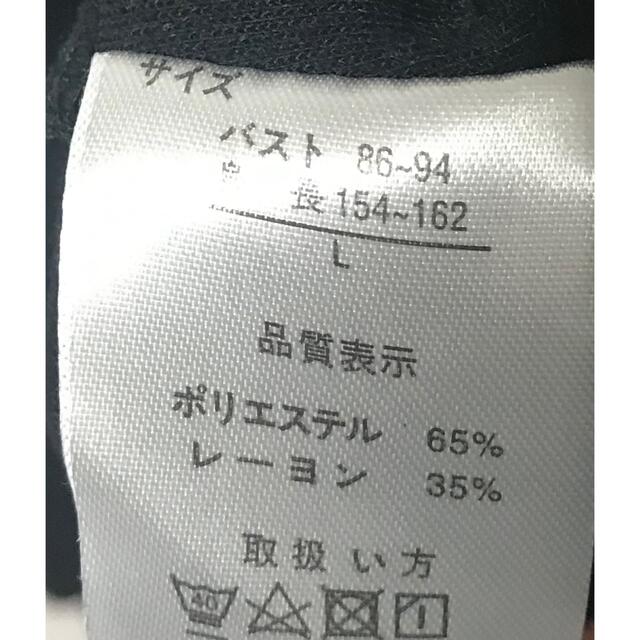 サイズ
バスト 86~94
長 154~162
L
品質表示
ポリエステル 65%
レーヨン 35%
取扱い方
40